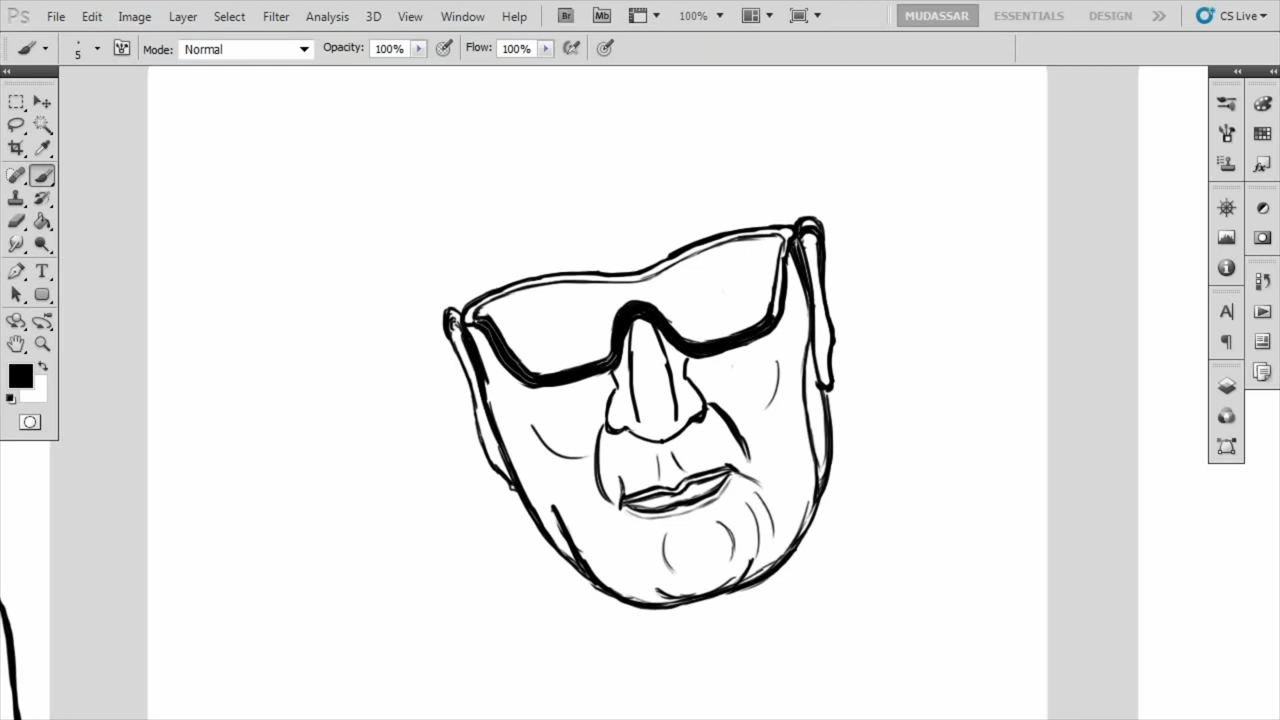 Ps File Edit Image Layer Select Filter Analysis 3D View Window Help Br Mb 100% MUDASSAR ESSENTIALS DESIGN CS Live
5 Mode: Normal Opacity: 100% Flow: 100%